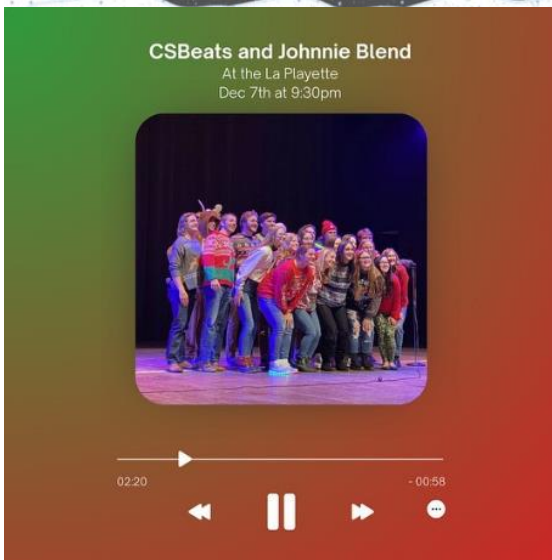 CSBeats and Johnnie Blend
At the La Playette
Dec 7th at 9:30pm
02:20
- 00:58